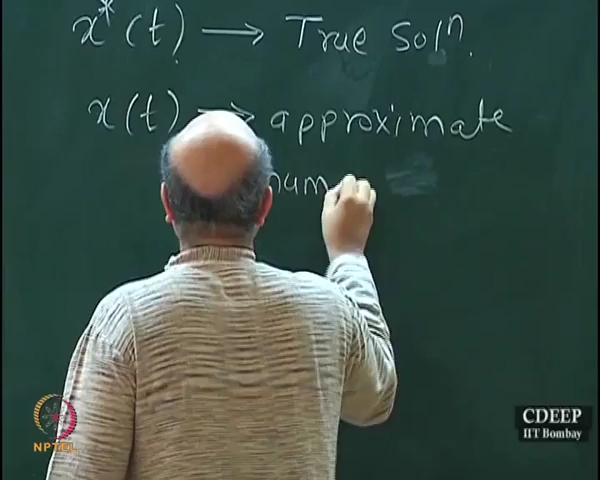 x*(t) → True solⁿ.
x(t) → approximate
num
NPTEL
CDEEP
IIT Bombay